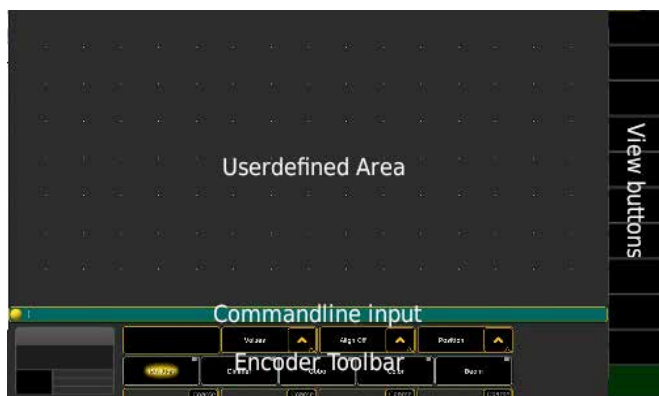 Userdefined Area
View buttons
Commandline input
Values
Align Off
Position
Encoder Toolbar